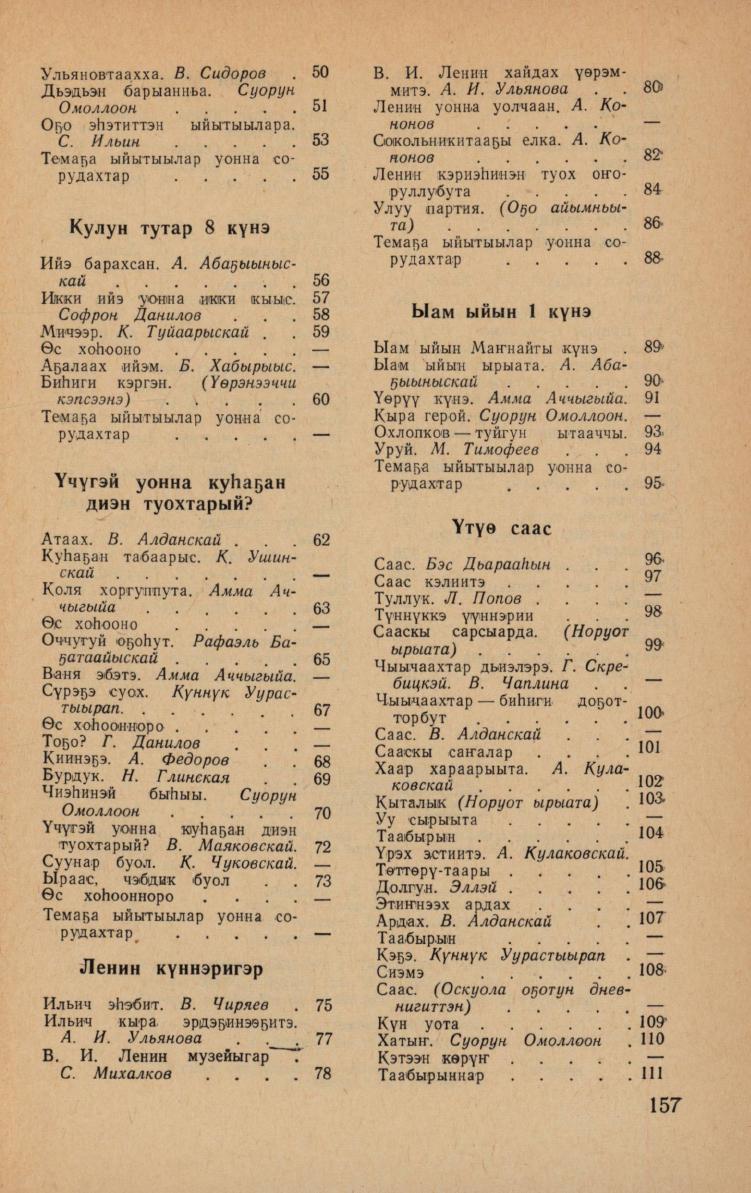 Ульяновтаахха. В. Сидоров . 50
Дьэдьэн барыанньа. Суорун
Омоллоон . . . . . 51
Оҕо эһэтиттэн ыйытыылара.
С. Ильин . . . . . 53
Темаҕа ыйытыылар уонна со-
рудахтар . . . . . 55
Кулун тутар 8 күнэ
Ийэ барахсан. А. Абаҕыыныс-
кай . . . . . . . 56
Икки ийэ уонна икки кыыс. 57
Софрон Данилов . . . 58
Мичээр. К. Туйаарыскай . . 59
Өс хоһооно . . . . . —
Аҕалаах ийэм. Б. Хабырыыс. —
Биһиги кэргэн. (Үөрэнээччи
кэпсээнэ) . . . . . 60
Темаҕа ыйытыылар уонна со-
рудахтар . . . . . —
Үчүгэй уонна куһаҕан
диэн туохтарый?
Атаах. В. Алданскай . . . 62
Куһаҕан табаарыс. К. Ушин-
скай . . . . . . . —
Коля хоргуппута. Амма Ач-
чыгыйа . . . . . . 63
Өс хоһооно . . . . . —
Оччугуй оҕоһут. Рафаэль Ба-
ҕатаайыскай . . . . . 65
Ваня эбэтэ. Амма Аччыгыйа. —
Сүрэҕэ суох. Күннүк Уурас-
тыырап. . . . . . . 67
Өс хоһоонноро . . . . . —
Тоҕо? Г. Данилов . . . —
Киинэҕэ. А. Федоров . . 68
Бурдук. Н. Глинская . . 69
Чиэһинэй быһыы. Суорун
Омоллоон . . . . . 70
Үчүгэй уонна куһаҕан диэн
туохтарый? В. Маяковскай. 72
Суунар буол. К. Чуковскай. —
Ыраас, чэбдик буол . . 73
Өс хоһоонноро . . . . —
Темаҕа ыйытыылар уонна со-
рудахтар . . . . . —
Ленин күннэригэр
Ильич эһэбит. В. Чиряев . 75
Ильич кыра эрдэҕинээҕитэ.
А. И. Ульянова . . . 77
В. И. Ленин музейыгар .
С. Михалков . . . . 78
В. И. Ленин хайдах үөрэм-
митэ. А. И. Ульянова . . 80
Ленин уонна уолчаан. А. Ко-
нонов . . . . . . —
Сокольникитааҕы елка. А. Ко-
нонов . . . . . . 82
Ленин кэриэһинэн туох оҥо-
руллубута . . . . . 84
Улуу партия. (Оҕо айымньы-
та) . . . . . . . 86
Темаҕа ыйытыылар уонна со-
рудахтар . . . . . 88
Ыам ыйын 1 күнэ
Ыам ыйын Маҥнайгы күнэ . 89
Ыам ыйын ырыата. А. Аба-
ҕыыныскай . . . . . 90
Үөрүү күнэ. Амма Аччыгыйа. 91
Кыра герой. Суорун Омоллоон. —
Охлопков — туйгун ытааччы. 93
Уруй. М. Тимофеев . . . 94
Темаҕа ыйытыылар уонна со-
рудахтар . . . . . 95
Үтүө саас
Саас. Бэс Дьарааһын . . . 96
Саас кэлиитэ . . . . . 97
Туллук. Л. Попов . . . . —
Түннүккэ үүннэрии . . . 98
Сааскы сарсыарда. (Норуот
ырыата) . . . . . . 99
Чыычаахтар дьиэлэрэ. Г. Скре-
бицкэй. В. Чаплина . . —
Чыычаахтар — биһиги доҕот-
торбут . . . . . . 100
Саас. В. Алданскай . . . —
Сааскы саҥалар . . . . 101
Хаар хараарыыта. А. Кула-
ковскай . . . . . . 102
Кыталык (Норуот ырыата) . 103
Уу сырыыта . . . . . —
Таабырын . . . . . . 104
Үрэх эстиитэ. А. Кулаковскай.
Төттөрү-таары . . . . . 105
Долгун. Эллэй . . . . . 106
Этиҥнээх ардах . . . . —
Ардах. В. Алданскай . . 107
Таабырын . . . . . —
Кэҕэ. Күннүк Уурастыырап . —
Сиэмэ . . . . . . 108
Саас. (Оскуола оҕотун днев-
нигиттэн) . . . . . —
Күн уота . . . . . . 109
Хатыҥ. Суорун Омоллоон . 110
Кэтээн көрүҥ . . . . . —
Таабырыннар . . . . . 111
157